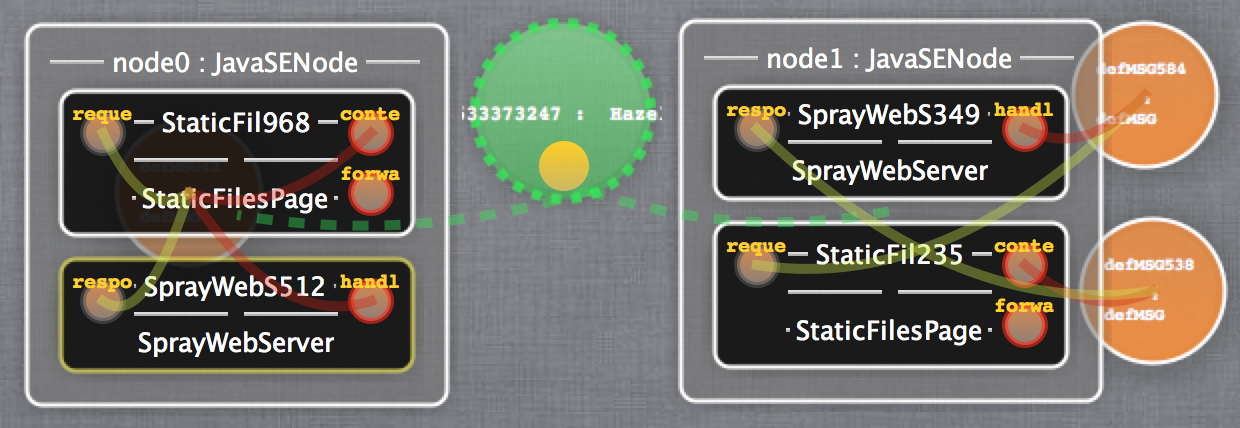 node0 : JavaSENode
reque
StaticFil968
conte
forwa
StaticFilesPage
respo
SprayWebS512
handl
SprayWebServer
33373247 : Haze
node1 : JavaSENode
respo
SprayWebS349
handl
SprayWebServer
reque
StaticFil235
conte
forwa
StaticFilesPage
defMSG584
:
defMSG
defMSG538
:
defMSG